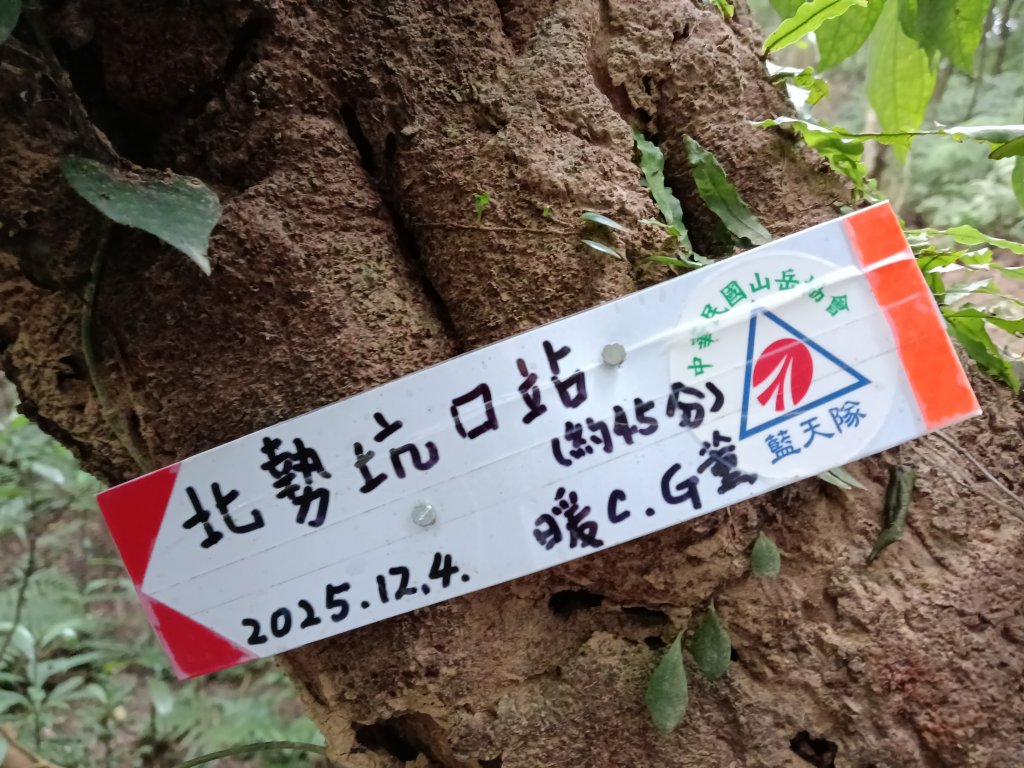 中華民國山岳協會
北勢坑口站
(約45分)
藍天隊
2025.12.4.
暖C.G萱